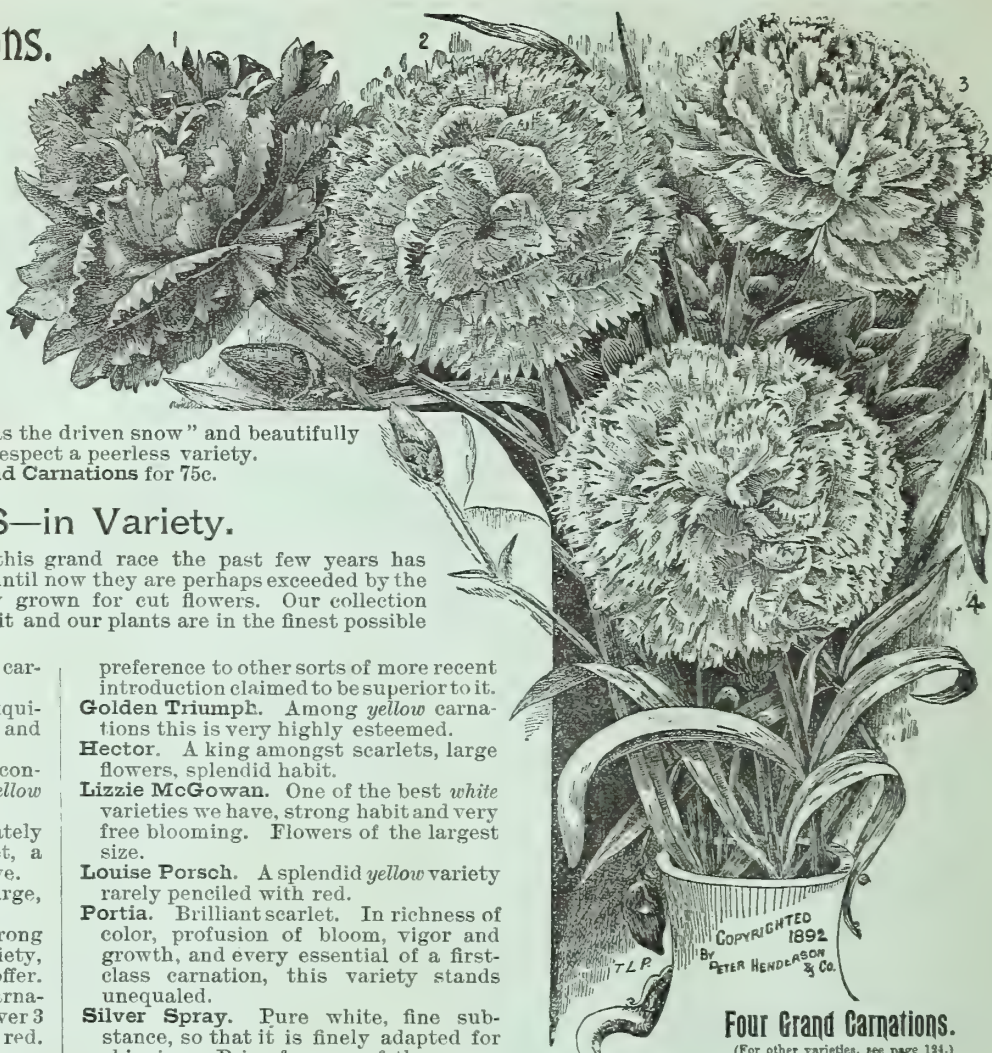 ns.
1
2
3
4
s the driven snow” and beautifully
espect a peerless variety.
d Carnations for 75c.
S—in Variety.
this grand race the past few years has
until now they are perhaps exceeded by the
grown for cut flowers. Our collection
it and our plants are in the finest possible
car-
xqui-
and
con-
ellow
ately
t, a
ve.
arge,
rong
iety,
offer.
arna-
ver 3
red.
preference to other sorts of more recent
introduction claimed to be superior to it.
Golden Triumph. Among yellow carna-
tions this is very highly esteemed.
Hector. A king amongst scarlets, large
flowers, splendid habit.
Lizzie McGowan. One of the best white
varieties we have, strong habit and very
free blooming. Flowers of the largest
size.
Louise Porsch. A splendid yellow variety
rarely penciled with red.
Portia. Brilliant scarlet. In richness of
color, profusion of bloom, vigor and
growth, and every essential of a first-
class carnation, this variety stands
unequaled.
Silver Spray. Pure white, fine sub-
stance, so that it is finely adapted for
T.L.P.
COPYRIGHTED
1892
By
PETER HENDERSON
& Co.
Four Grand Carnations.
(For other varieties, see page 124.)